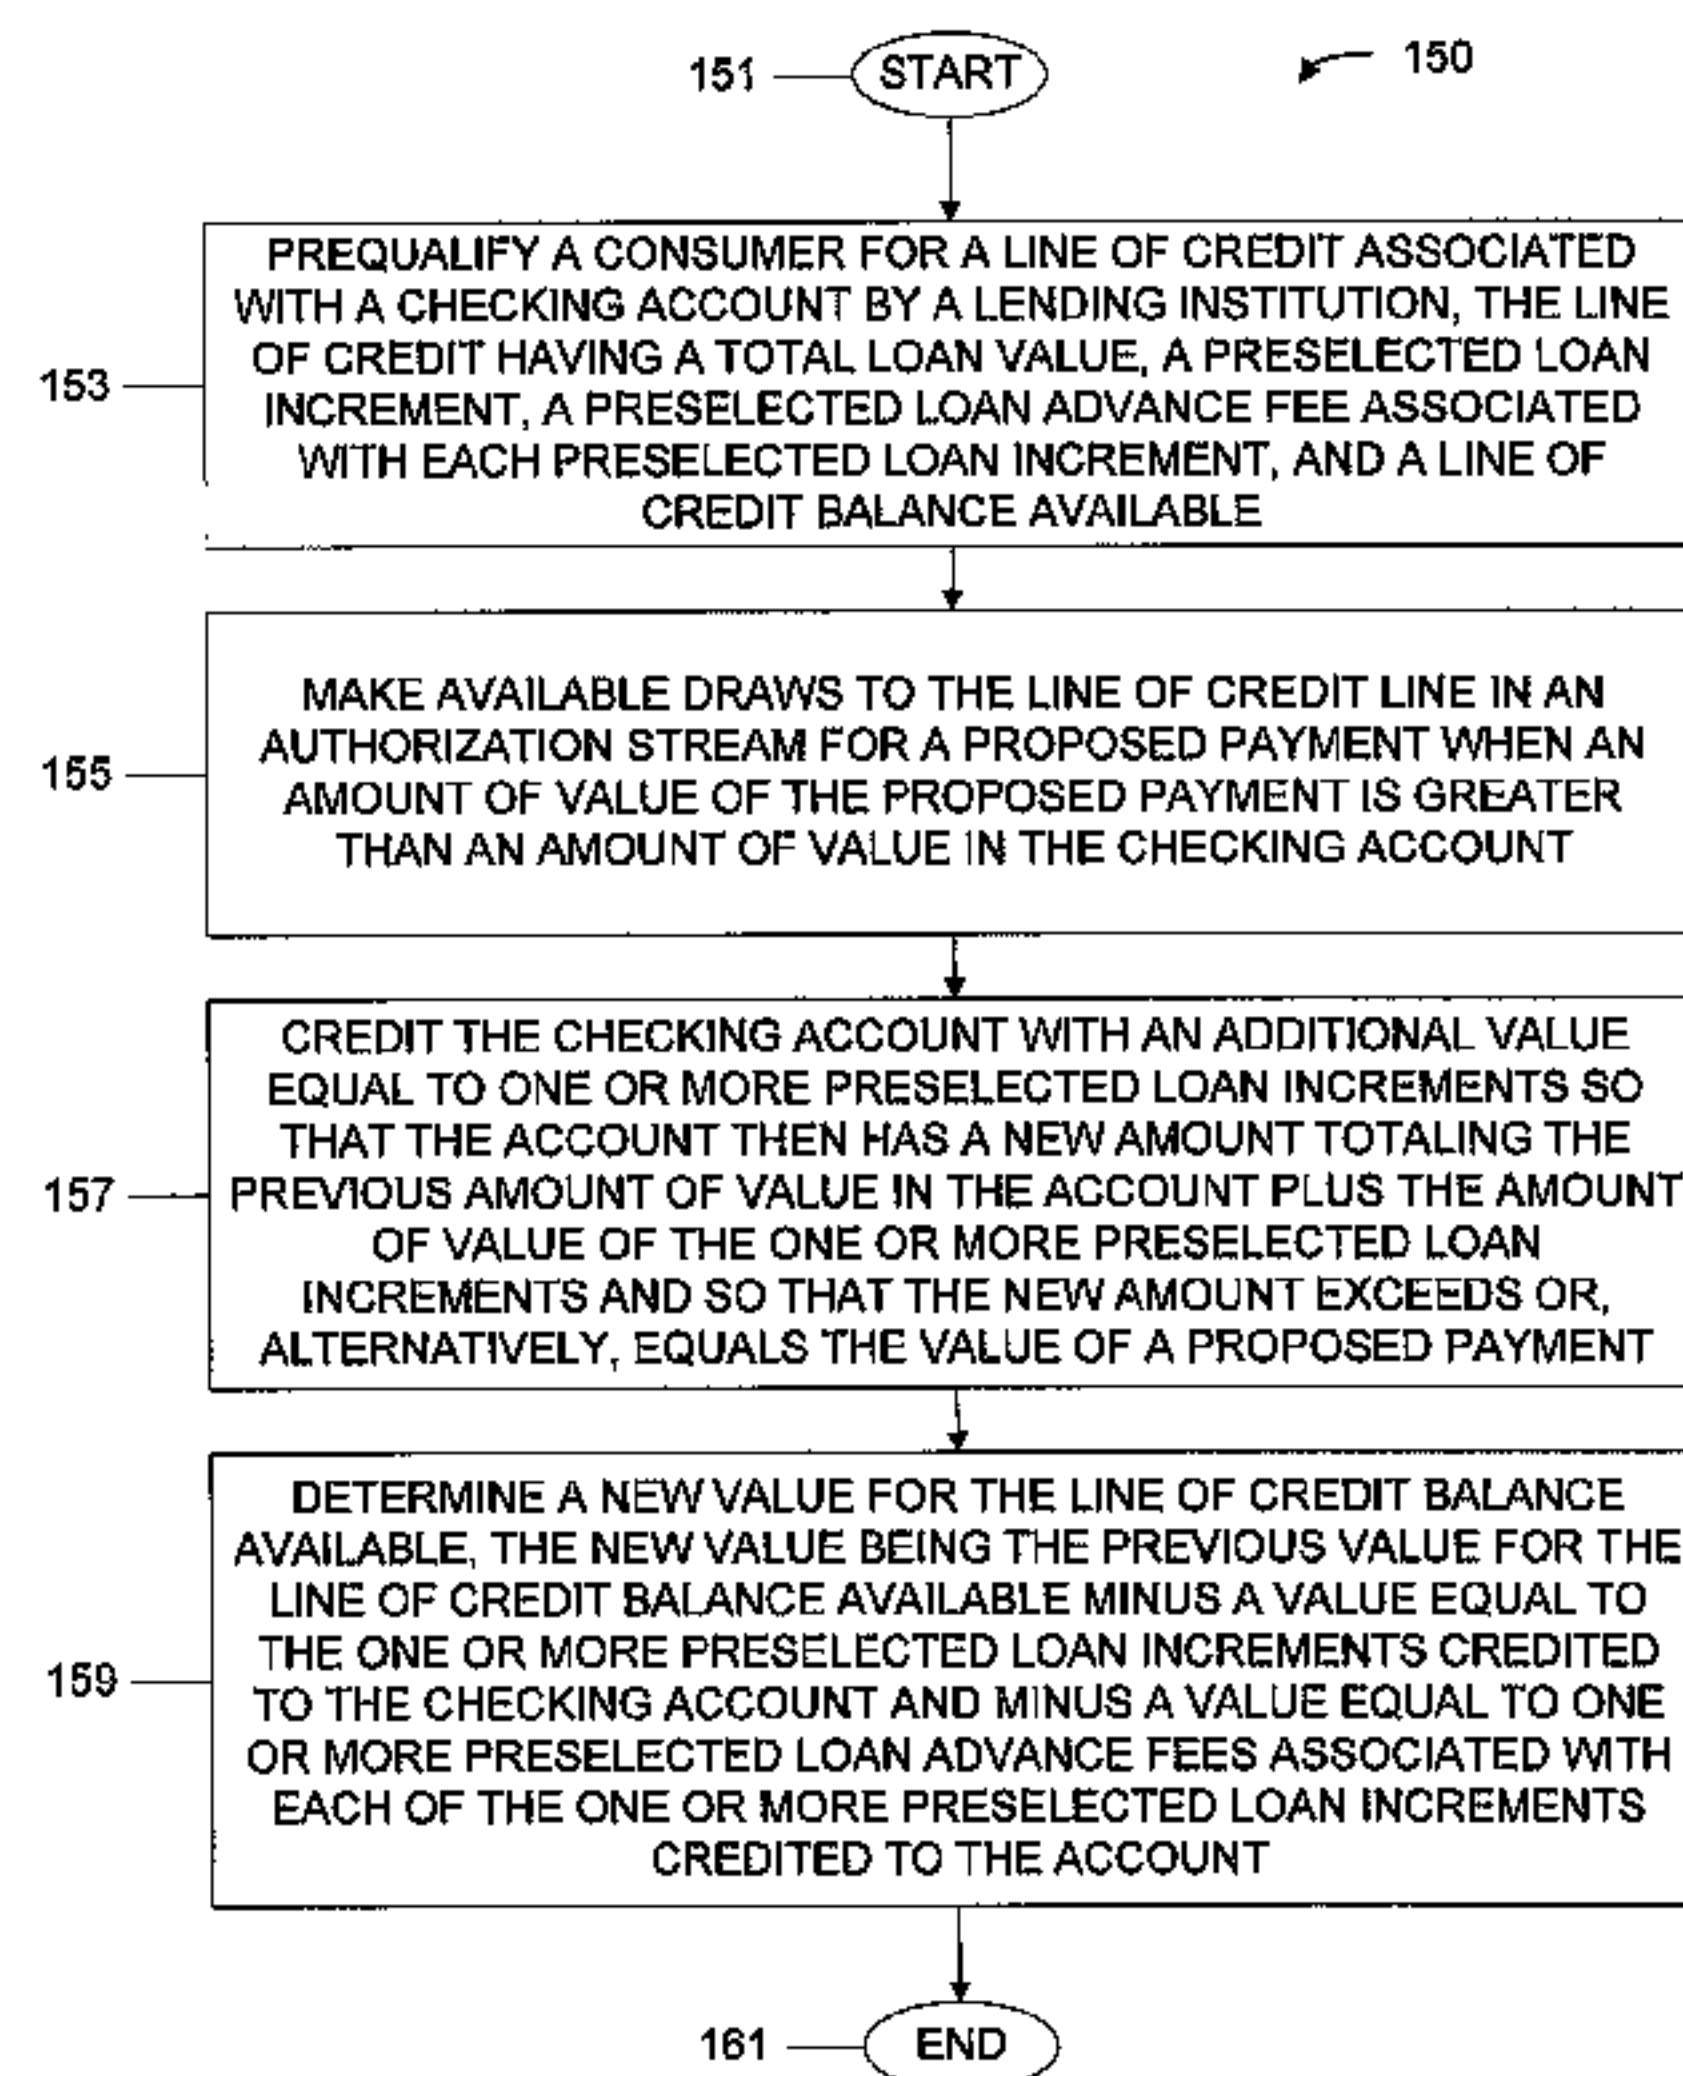 151
START
150
153
PREQUALIFY A CONSUMER FOR A LINE OF CREDIT ASSOCIATED
WITH A CHECKING ACCOUNT BY A LENDING INSTITUTION, THE LINE
OF CREDIT HAVING A TOTAL LOAN VALUE, A PRESELECTED LOAN
INCREMENT, A PRESELECTED LOAN ADVANCE FEE ASSOCIATED
WITH EACH PRESELECTED LOAN INCREMENT, AND A LINE OF
CREDIT BALANCE AVAILABLE
155
MAKE AVAILABLE DRAWS TO THE LINE OF CREDIT LINE IN AN
AUTHORIZATION STREAM FOR A PROPOSED PAYMENT WHEN AN
AMOUNT OF VALUE OF THE PROPOSED PAYMENT IS GREATER
THAN AN AMOUNT OF VALUE IN THE CHECKING ACCOUNT
157
CREDIT THE CHECKING ACCOUNT WITH AN ADDITIONAL VALUE
EQUAL TO ONE OR MORE PRESELECTED LOAN INCREMENTS SO
THAT THE ACCOUNT THEN HAS A NEW AMOUNT TOTALING THE
PREVIOUS AMOUNT OF VALUE IN THE ACCOUNT PLUS THE AMOUNT
OF VALUE OF THE ONE OR MORE PRESELECTED LOAN
INCREMENTS AND SO THAT THE NEW AMOUNT EXCEEDS OR,
ALTERNATIVELY, EQUALS THE VALUE OF A PROPOSED PAYMENT
159
DETERMINE A NEW VALUE FOR THE LINE OF CREDIT BALANCE
AVAILABLE, THE NEW VALUE BEING THE PREVIOUS VALUE FOR THE
LINE OF CREDIT BALANCE AVAILABLE MINUS A VALUE EQUAL TO
THE ONE OR MORE PRESELECTED LOAN INCREMENTS CREDITED
TO THE CHECKING ACCOUNT AND MINUS A VALUE EQUAL TO ONE
OR MORE PRESELECTED LOAN ADVANCE FEES ASSOCIATED WITH
EACH OF THE ONE OR MORE PRESELECTED LOAN INCREMENTS
CREDITED TO THE ACCOUNT
161
END